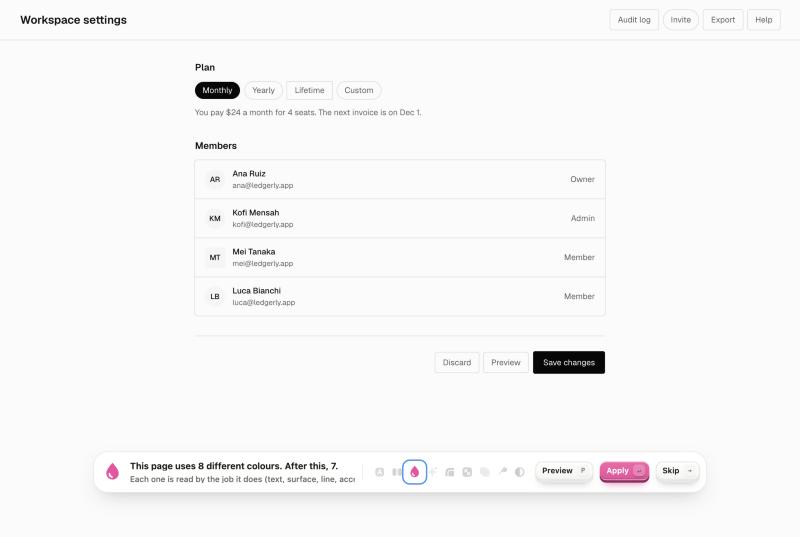 Workspace settings
Audit log Invite Export Help
Plan
Monthly Yearly Lifetime Custom
You pay $24 a month for 4 seats. The next invoice is on Dec 1.
Members
AR Ana Ruiz Owner
ana@ledgerly.app
KM Kofi Mensah Admin
kofi@ledgerly.app
MT Mei Tanaka Member
mei@ledgerly.app
LB Luca Bianchi Member
luca@ledgerly.app
Discard Preview Save changes
This page uses 8 different colours. After this, 7.
Each one is read by the job it does (text, surface, line, acc
Preview P Apply Skip